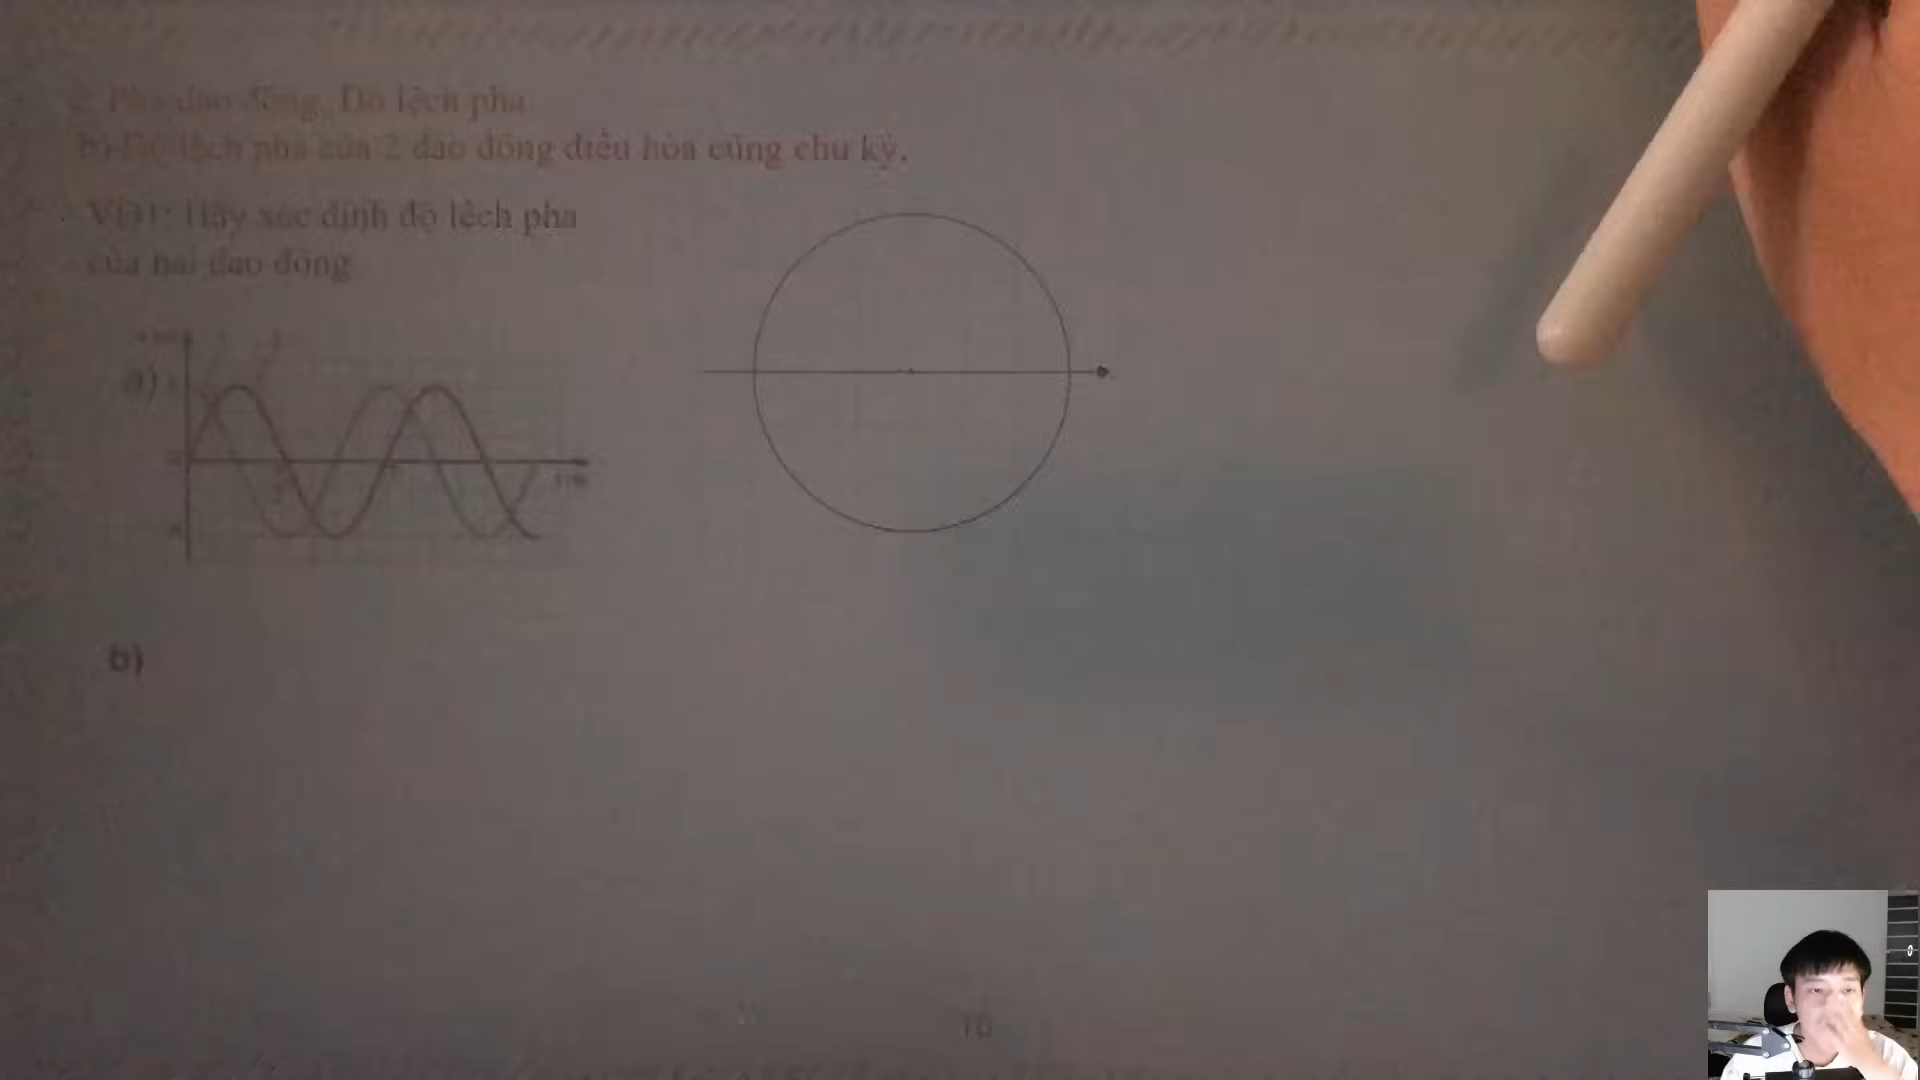 2. Pha dao động. Độ lệch pha.
b) Độ lệch pha của 2 dao động điều hòa cùng chu kỳ.
VD1: Hãy xác định độ lệch pha
của hai dao động
a)
b)